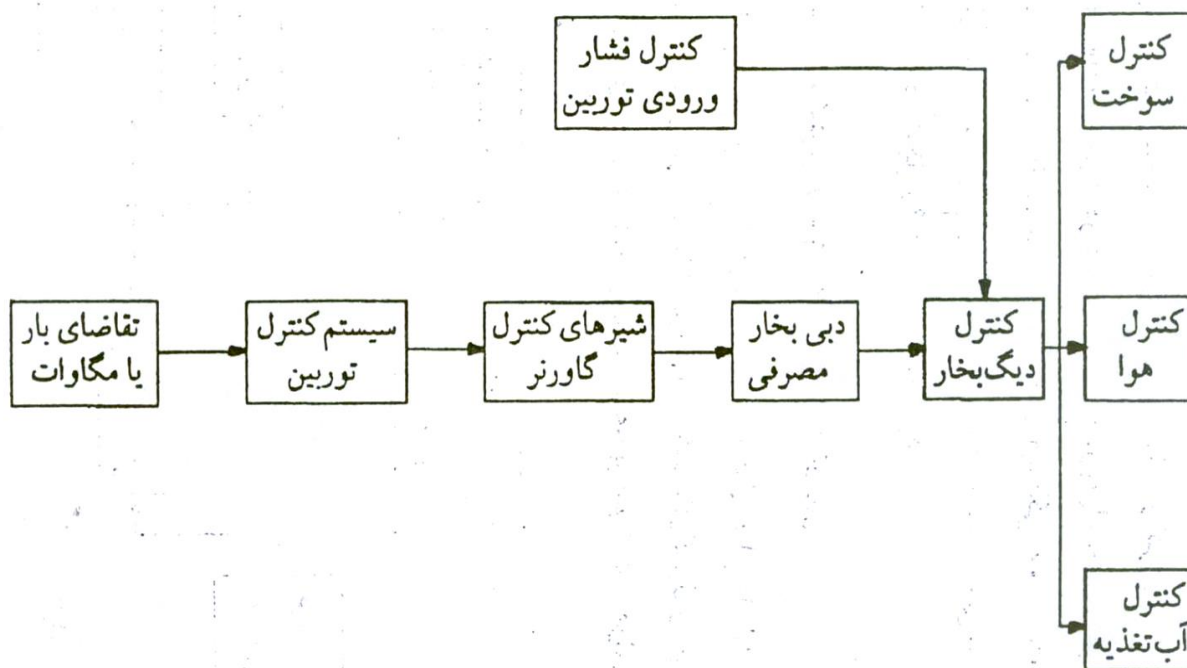 کنترل فشار
ورودی توربین
کنترل
سوخت
تقاضای بار
یا مگاوات
سیستم کنترل
توربین
شیرهای کنترل
گاورنر
دبی بخار
مصرفی
کنترل
دیگ‌بخار
کنترل
هوا
کنترل
آب‌تغذیه